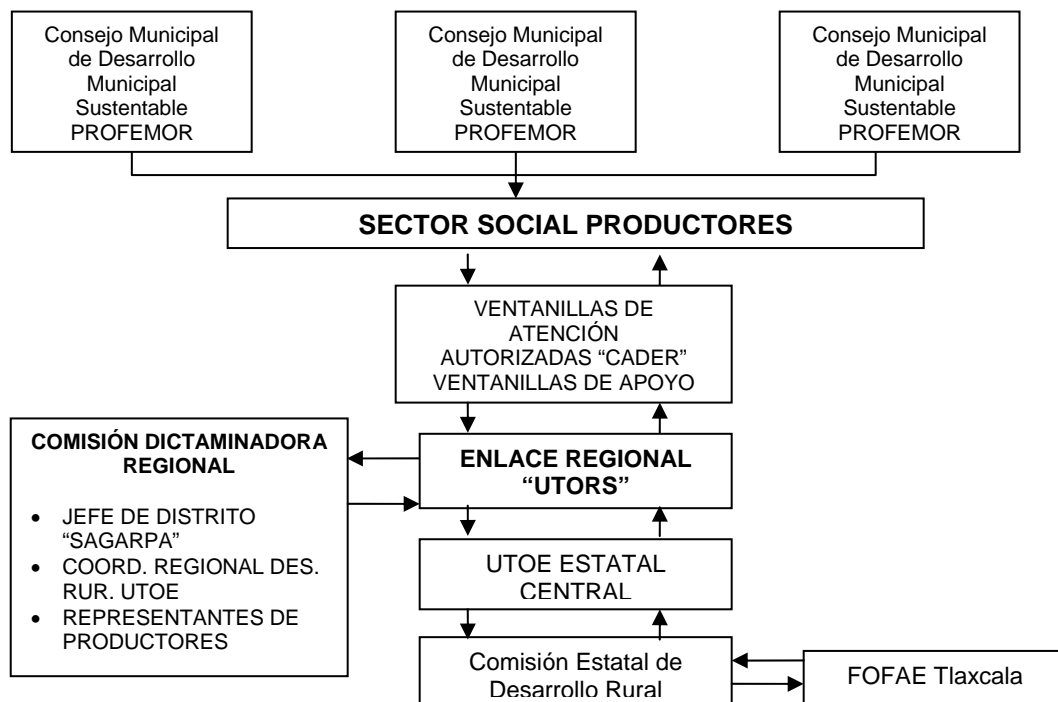 Consejo Municipal
de Desarrollo
Municipal
Sustentable
PROFEMOR
Consejo Municipal
de Desarrollo
Municipal
Sustentable
PROFEMOR
Consejo Municipal
de Desarrollo
Municipal
Sustentable
PROFEMOR
SECTOR SOCIAL PRODUCTORES
VENTANILLAS DE
ATENCIÓN
AUTORIZADAS “CADER”
VENTANILLAS DE APOYO
COMISIÓN DICTAMINADORA
REGIONAL
• JEFE DE DISTRITO
“SAGARPA”
• COORD. REGIONAL DES.
RUR. UTOE
• REPRESENTANTES DE
PRODUCTORES
ENLACE REGIONAL
“UTORS”
UTOE ESTATAL
CENTRAL
Comisión Estatal de
Desarrollo Rural
FOFAE Tlaxcala